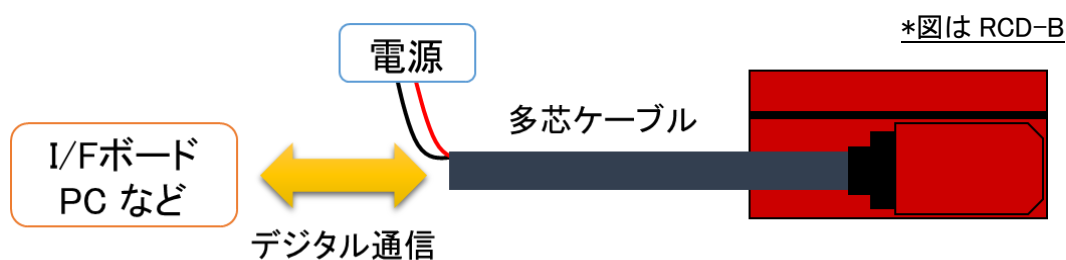 *図は RCD-B
電源
多芯ケーブル
I/Fボード
PC など
デジタル通信